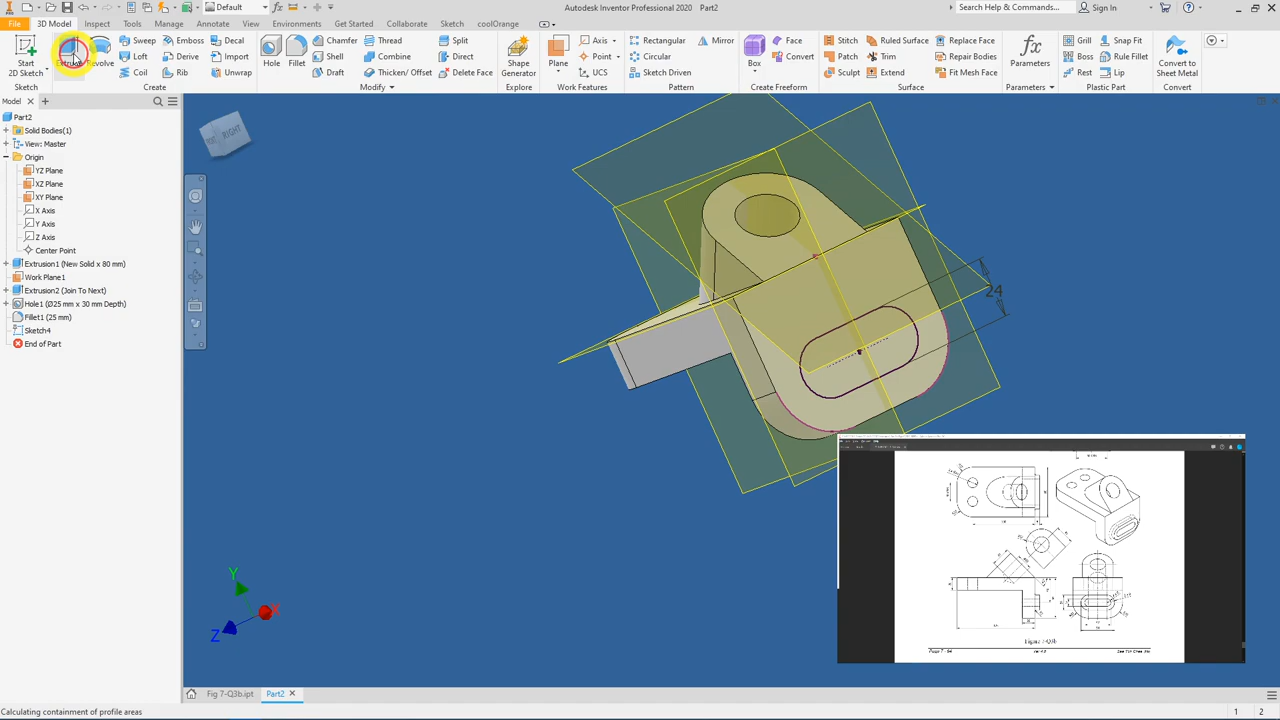 Default
Autodesk Inventor Professional 2020 Part2
Search Help & Commands...
Sign In
File 3D Model Inspect Tools Manage Annotate View Environments Get Started Collaborate Sketch coolOrange
Start
2D Sketch
Extrude
Revolve
Sweep
Loft
Coil
Emboss
Derive
Rib
Decal
Import
Unwrap
Hole
Fillet
Chamfer
Shell
Draft
Thread
Combine
Thicken/ Offset
Split
Direct
Delete Face
Shape
Generator
Plane
Axis
Point
UCS
Rectangular
Circular
Sketch Driven
Mirror
Box
Face
Convert
Stitch
Patch
Sculpt
Ruled Surface
Trim
Extend
Replace Face
Repair Bodies
Fit Mesh Face
Parameters
Grill
Boss
Rest
Snap Fit
Rule Fillet
Lip
Convert to
Sheet Metal
Sketch Create Modify Explore Work Features Pattern Create Freeform Surface Parameters Plastic Part Convert
Model
Part2
Solid Bodies(1)
View: Master
Origin
YZ Plane
XZ Plane
XY Plane
X Axis
Y Axis
Z Axis
Center Point
Extrusion1 (New Solid x 80 mm)
Work Plane1
Extrusion2 (Join To Next)
Hole1 (Ø25 mm x 30 mm Depth)
Fillet1 (25 mm)
Sketch4
End of Part
RIGHT
24
Y
X
Z
Fig 7-Q3b.ipt
Part2
Calculating containment of profile areas
1 2